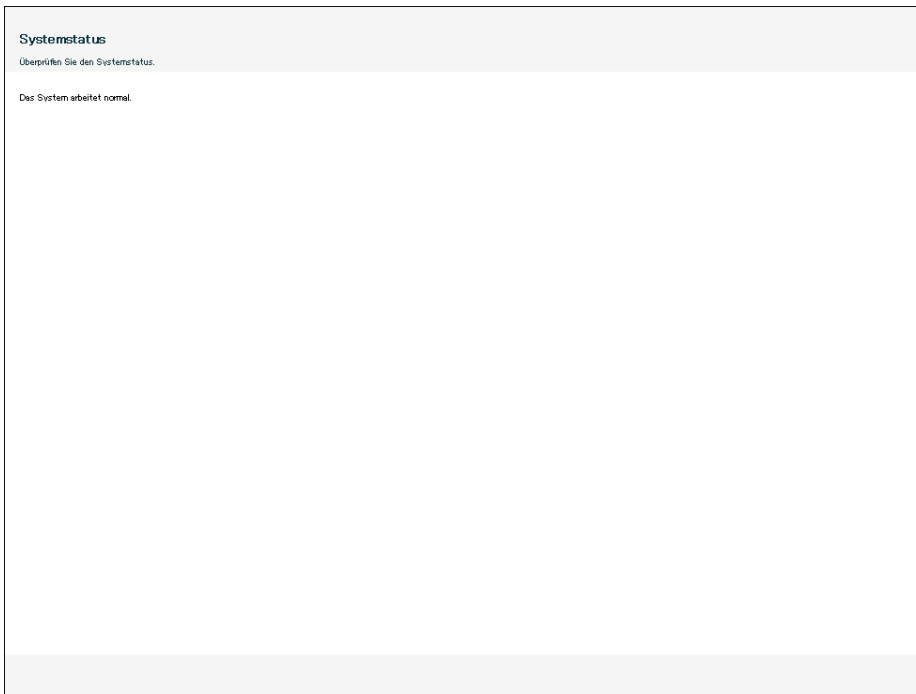 Systemstatus
Überprüfen Sie den Systemstatus.
Das System arbeitet normal.